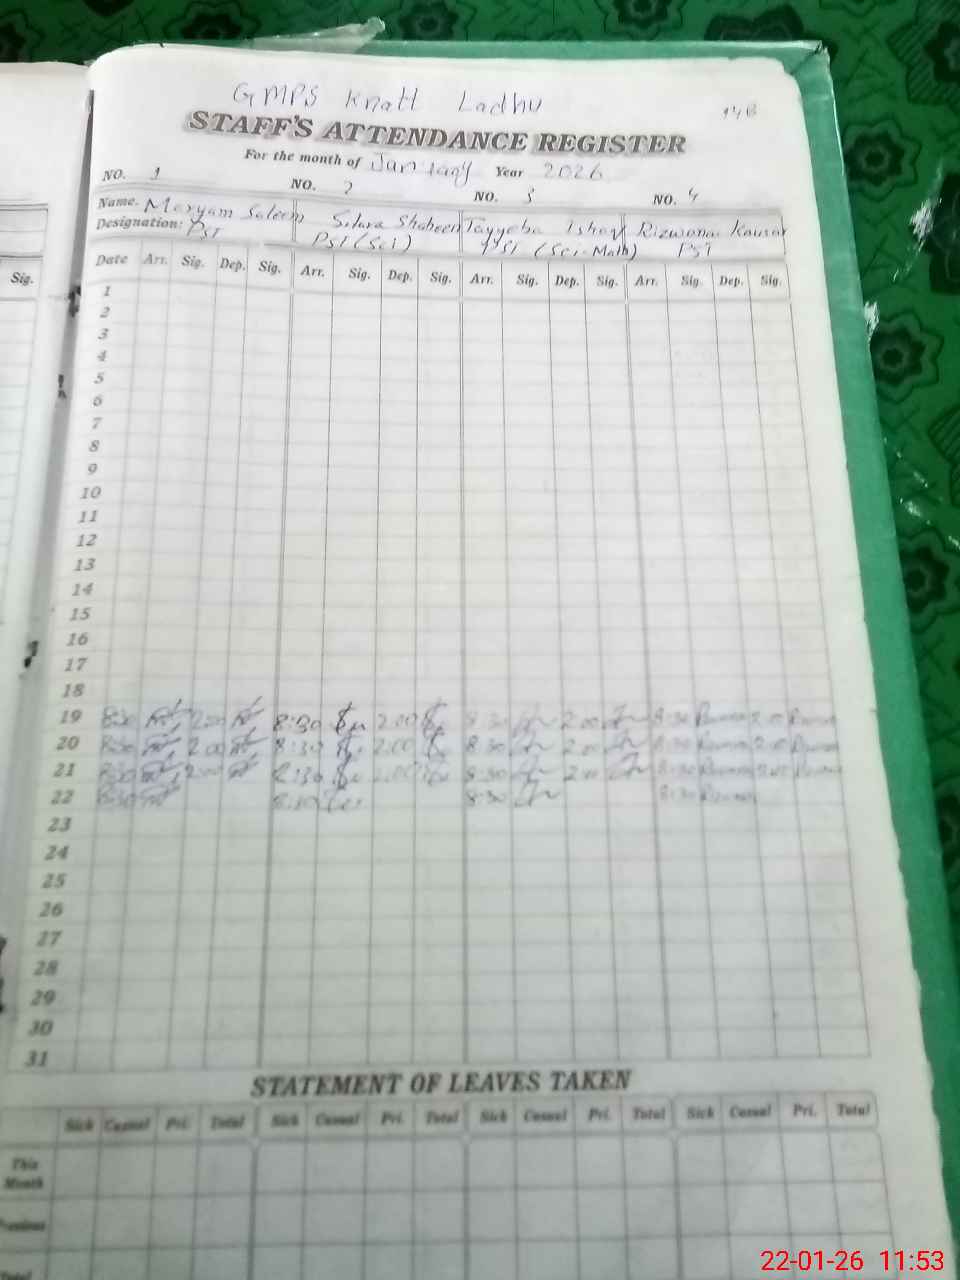 GMPS Knatt Ladhu
148
STAFF'S ATTENDANCE REGISTER
For the month of January Year 2026
NO. 1 NO. 2 NO. 3 NO. 4
Name. Maryam Saleem Sitara Shaheen Tayyeba Ishaq Rizwana Kausar
Designation: PST PST (Sci) PST (Sci-Math) PST
Sig.
Date Arr. Sig. Dep. Sig. Arr. Sig. Dep. Sig. Arr. Sig. Dep. Sig. Arr. Sig. Dep. Sig.
1
2
3
4
5
6
7
8
9
10
11
12
13
14
15
16
17
18
19 8:30 2:00 8:30 2:00 8:30 2:00 8:30 2:00
20 8:30 2:00 8:30 2:00 8:30 2:00 8:30 2:00
21 8:30 2:00 8:30 2:00 8:30 2:00 8:30 2:00
22 8:30 8:30 8:30 8:30
23
24
25
26
27
28
29
30
31
STATEMENT OF LEAVES TAKEN
Sick Casual Pri. Total Sick Casual Pri. Total Sick Casual Pri. Total Sick Casual Pri. Total
This
Month
Previous
Total
22-01-26 11:53